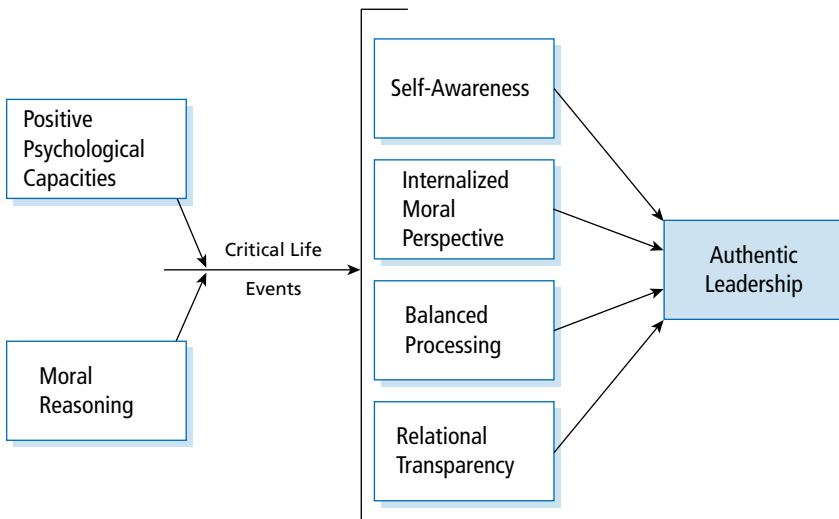 Positive
Psychological
Capacities
Moral
Reasoning
Critical Life
Events
Self-Awareness
Internalized
Moral
Perspective
Balanced
Processing
Relational
Transparency
Authentic
Leadership